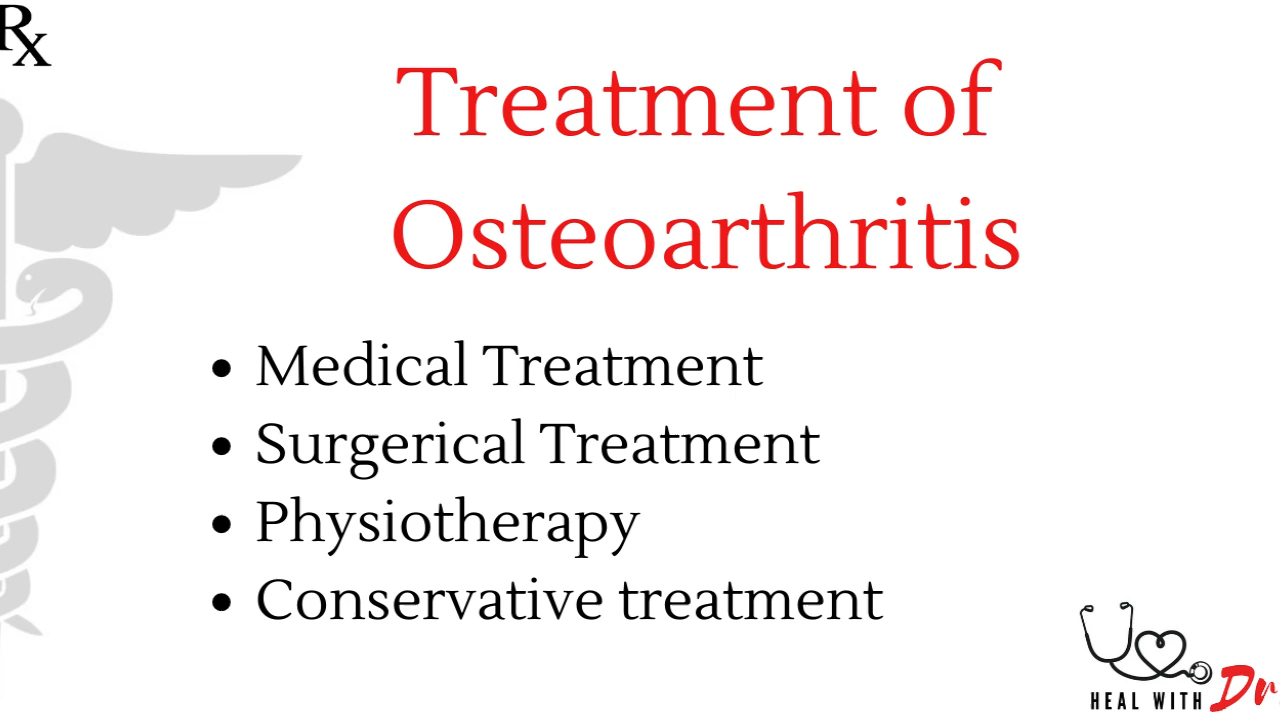 Rx
Treatment of
Osteoarthritis
• Medical Treatment
• Surgerical Treatment
• Physiotherapy
• Conservative treatment
HEAL WITH Dr.